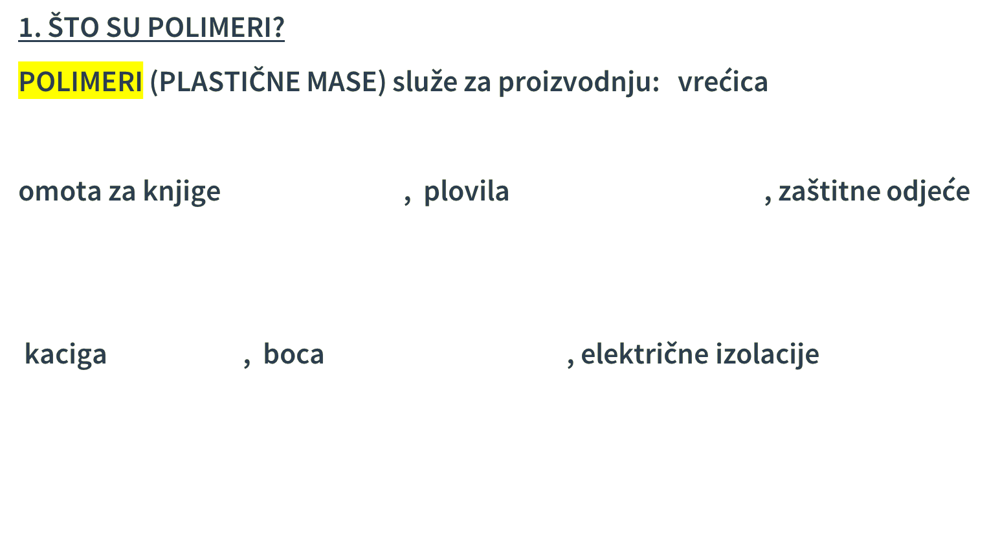 1. ŠTO SU POLIMERI?
POLIMERI (PLASTIČNE MASE) služe za proizvodnju: vrećica
omota za knjige , plovila , zaštitne odjeće
kaciga , boca , električne izolacije